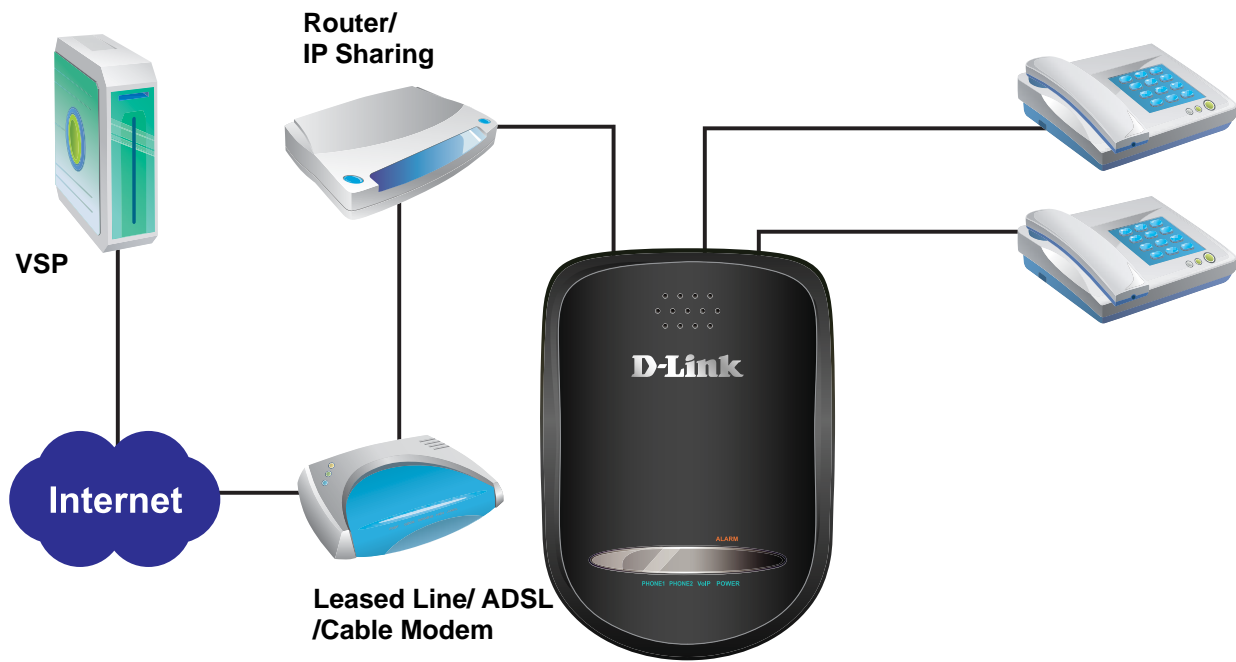 Router/
IP Sharing
VSP
D-Link
Internet
ALARM
PHONE1 PHONE2 VoIP POWER
Leased Line/ ADSL
/Cable Modem